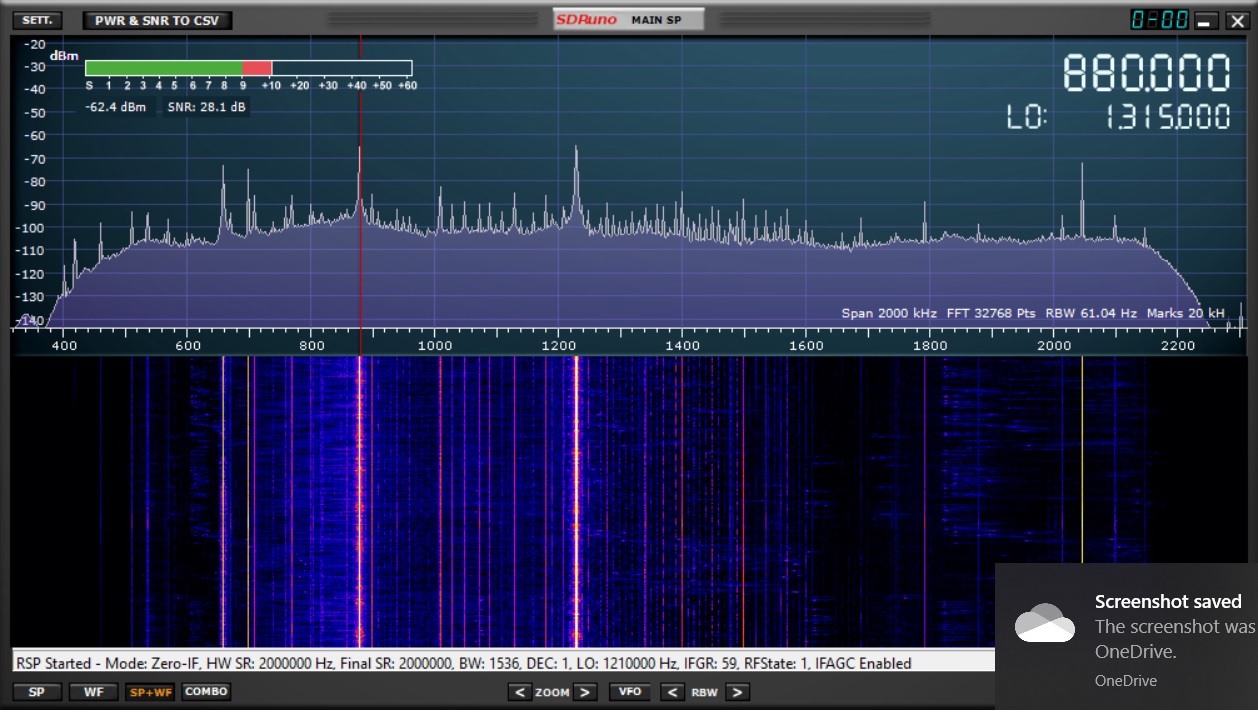 SETT.
PWR & SNR TO CSV
SDRuno MAIN SP
0-00
dBm
-20
-30
-40
-50
-60
-70
-80
-90
-100
-110
-120
-130
-140
S 1 2 3 4 5 6 7 8 9 +10 +20 +30 +40 +50 +60
-62.4 dBm SNR: 28.1 dB
880.000
LO: 1.315.000
Span 2000 kHz FFT 32768 Pts RBW 61.04 Hz Marks 20 kH
400 600 800 1000 1200 1400 1600 1800 2000 2200
Screenshot saved
The screenshot was
OneDrive.
OneDrive
RSP Started - Mode: Zero-IF, HW SR: 2000000 Hz, Final SR: 2000000, BW: 1536, DEC: 1, LO: 1210000 Hz, IFGR: 59, RFState: 1, IFAGC Enabled
SP WF SP+WF COMBO < ZOOM > VFO < RBW >